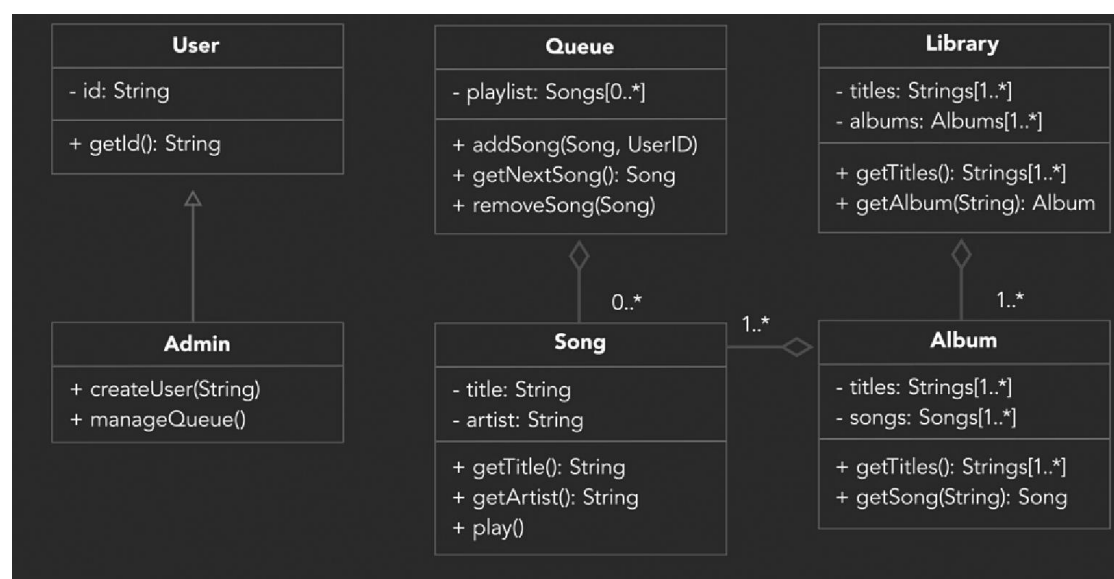 User
- id: String
+ getId(): String
Queue
- playlist: Songs[0..*]
+ addSong(Song, UserID)
+ getNextSong(): Song
+ removeSong(Song)
Library
- titles: Strings[1..*]
- albums: Albums[1..*]
+ getTitles(): Strings[1..*]
+ getAlbum(String): Album
0..*
1..*
1..*
Admin
+ createUser(String)
+ manageQueue()
Song
- title: String
- artist: String
+ getTitle(): String
+ getArtist(): String
+ play()
Album
- titles: Strings[1..*]
- songs: Songs[1..*]
+ getTitles(): Strings[1..*]
+ getSong(String): Song